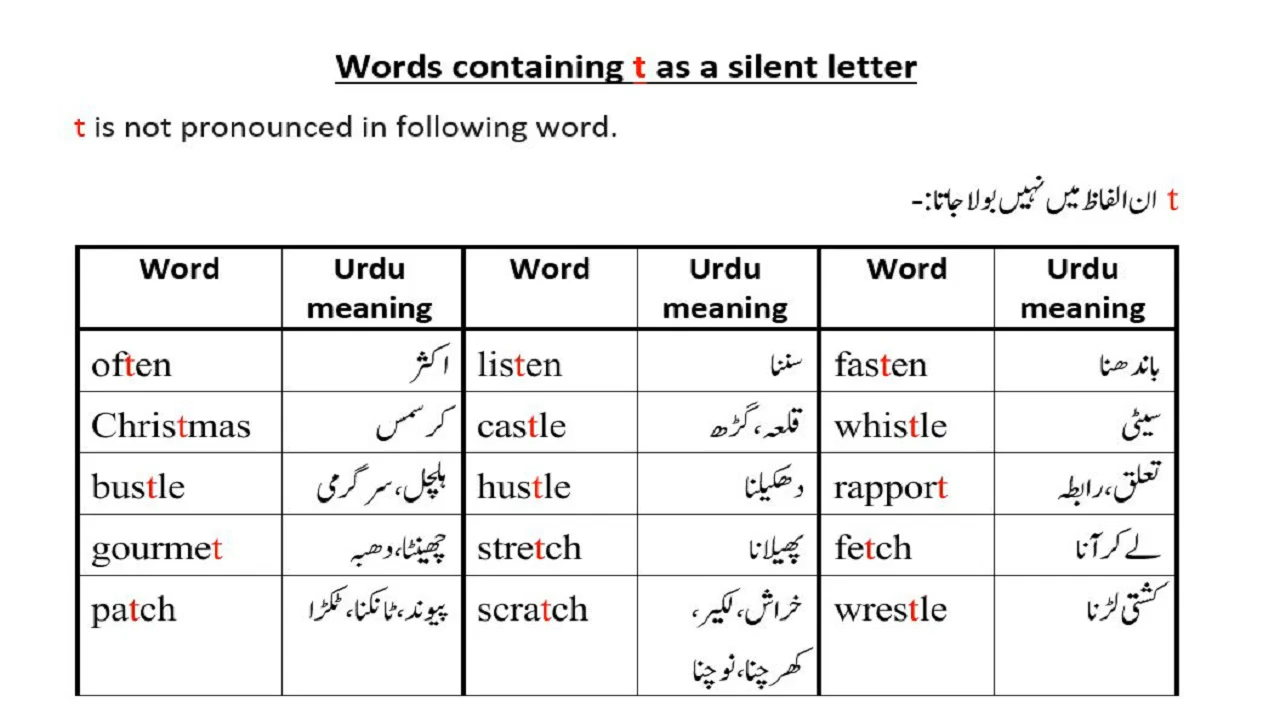 Words containing t as a silent letter
t is not pronounced in following word.
t ان الفاظ میں نہیں بولا جاتا:-
Word Urdu meaning Word Urdu meaning Word Urdu meaning
often اکثر listen سننا fasten باندھنا
Christmas کرسمس castle قلعہ، گڑھ whistle سیٹی
bustle ہلچل، سرگرمی hustle دھکیلنا rapport تعلق، رابطہ
gourmet چھینٹا، دھبہ stretch پھیلانا fetch لے کر آنا
patch پیوند، ٹانکنا، ٹکڑا scratch خراش، لکیر، wrestle کشتی لڑنا
کھرچنا، نوچنا